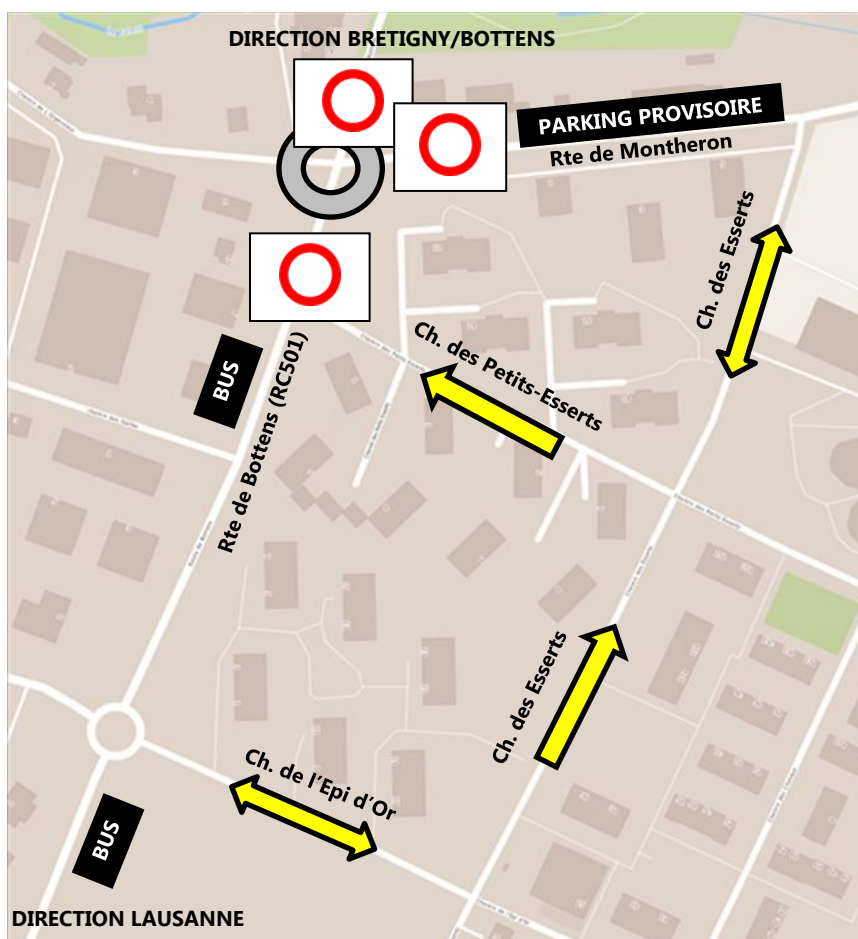 DIRECTION BRETIGNY/BOTTENS
PARKING PROVISOIRE
Rte de Montheron
Ch. des Esserts
Ch. des Petits-Esserts
BUS
Rte de Bottens (RC501)
Ch. des Esserts
Ch. de l'Epi d'Or
BUS
DIRECTION LAUSANNE